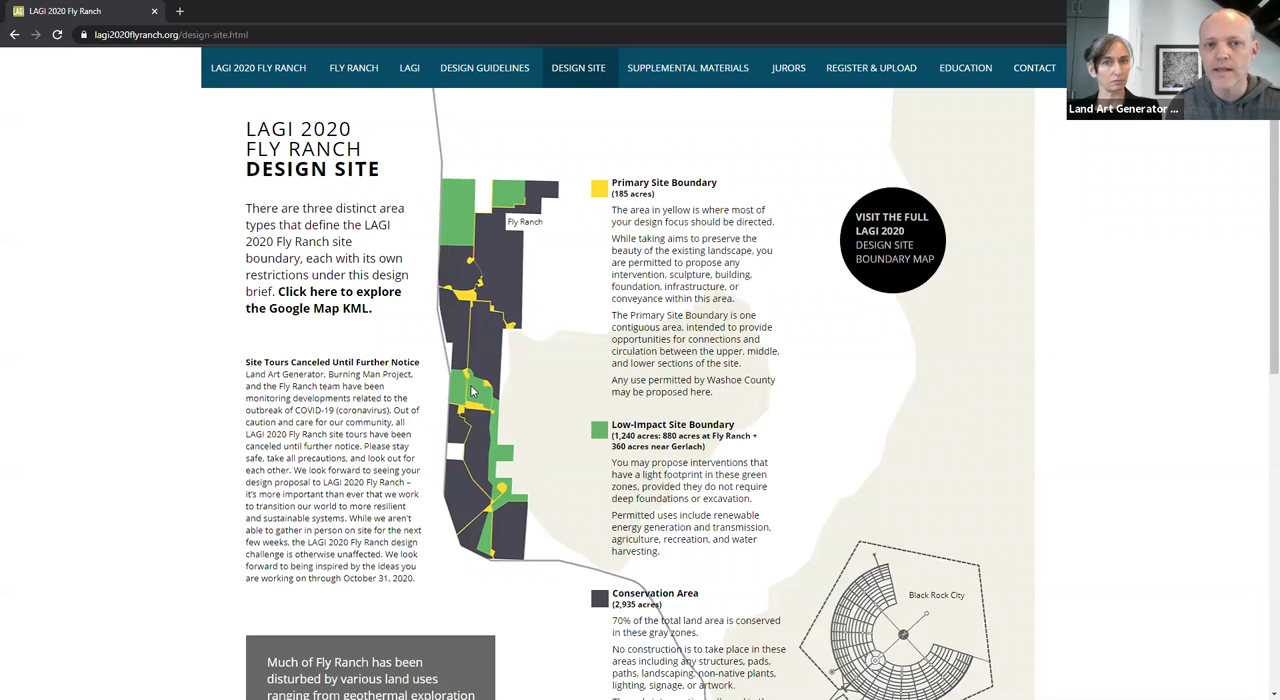 LAGI 2020 Fly Ranch
lagi2020flyranch.org/design-site.html
LAGI 2020 FLY RANCH
FLY RANCH
LAGI
DESIGN GUIDELINES
DESIGN SITE
SUPPLEMENTAL MATERIALS
JURORS
REGISTER & UPLOAD
EDUCATION
CONTACT
Land Art Generator ...
LAGI 2020
FLY RANCH
DESIGN SITE
There are three distinct area
types that define the LAGI
2020 Fly Ranch site
boundary, each with its own
restrictions under this design
brief. Click here to explore
the Google Map KML.
Site Tours Canceled Until Further Notice
Land Art Generator, Burning Man Project,
and the Fly Ranch team have been
monitoring developments related to the
outbreak of COVID-19 (coronavirus). Out of
caution and care for our community, all
LAGI 2020 Fly Ranch site tours have been
canceled until further notice. Please stay
safe, take all precautions, and look out for
each other. We look forward to seeing your
design proposal to LAGI 2020 Fly Ranch –
it's more important than ever that we work
to transition our world to more resilient
and sustainable systems. While we aren't
able to gather in person on site for the next
few weeks, the LAGI 2020 Fly Ranch design
challenge is otherwise unaffected. We look
forward to being inspired by the ideas you
are working on through October 31, 2020.
Much of Fly Ranch has been
disturbed by various land uses
ranging from geothermal exploration
Fly Ranch
Primary Site Boundary
(185 acres)
The area in yellow is where most of
your design focus should be directed.
While taking aims to preserve the
beauty of the existing landscape, you
are permitted to propose any
intervention, sculpture, building,
foundation, infrastructure, or
conveyance within this area.
The Primary Site Boundary is one
contiguous area, intended to provide
opportunities for connections and
circulation between the upper, middle,
and lower sections of the site.
Any use permitted by Washoe County
may be proposed here.
Low-Impact Site Boundary
(1,240 acres: 880 acres at Fly Ranch +
360 acres near Gerlach)
You may propose interventions that
have a light footprint in these green
zones, provided they do not require
deep foundations or excavation.
Permitted uses include renewable
energy generation and transmission,
agriculture, recreation, and water
harvesting.
Conservation Area
(2,935 acres)
70% of the total land area is conserved
in these gray zones.
No construction is to take place in these
areas including any structures, pads,
paths, landscaping, non-native plants,
lighting, signage, or artwork.
VISIT THE FULL
LAGI 2020
DESIGN SITE
BOUNDARY MAP
Black Rock City